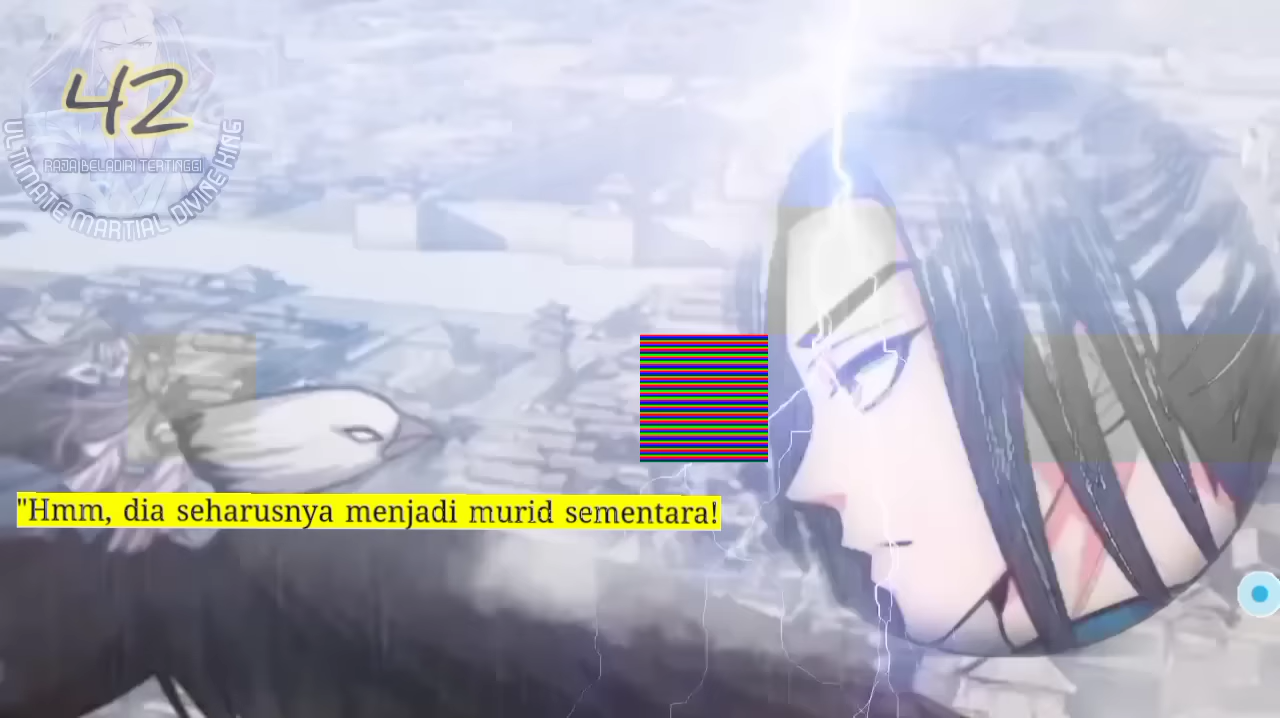 42
RAJA BELADIRI TERTINGGI
ULTIMATE MARTIAL DIVINE KING
"Hmm, dia seharusnya menjadi murid sementara!